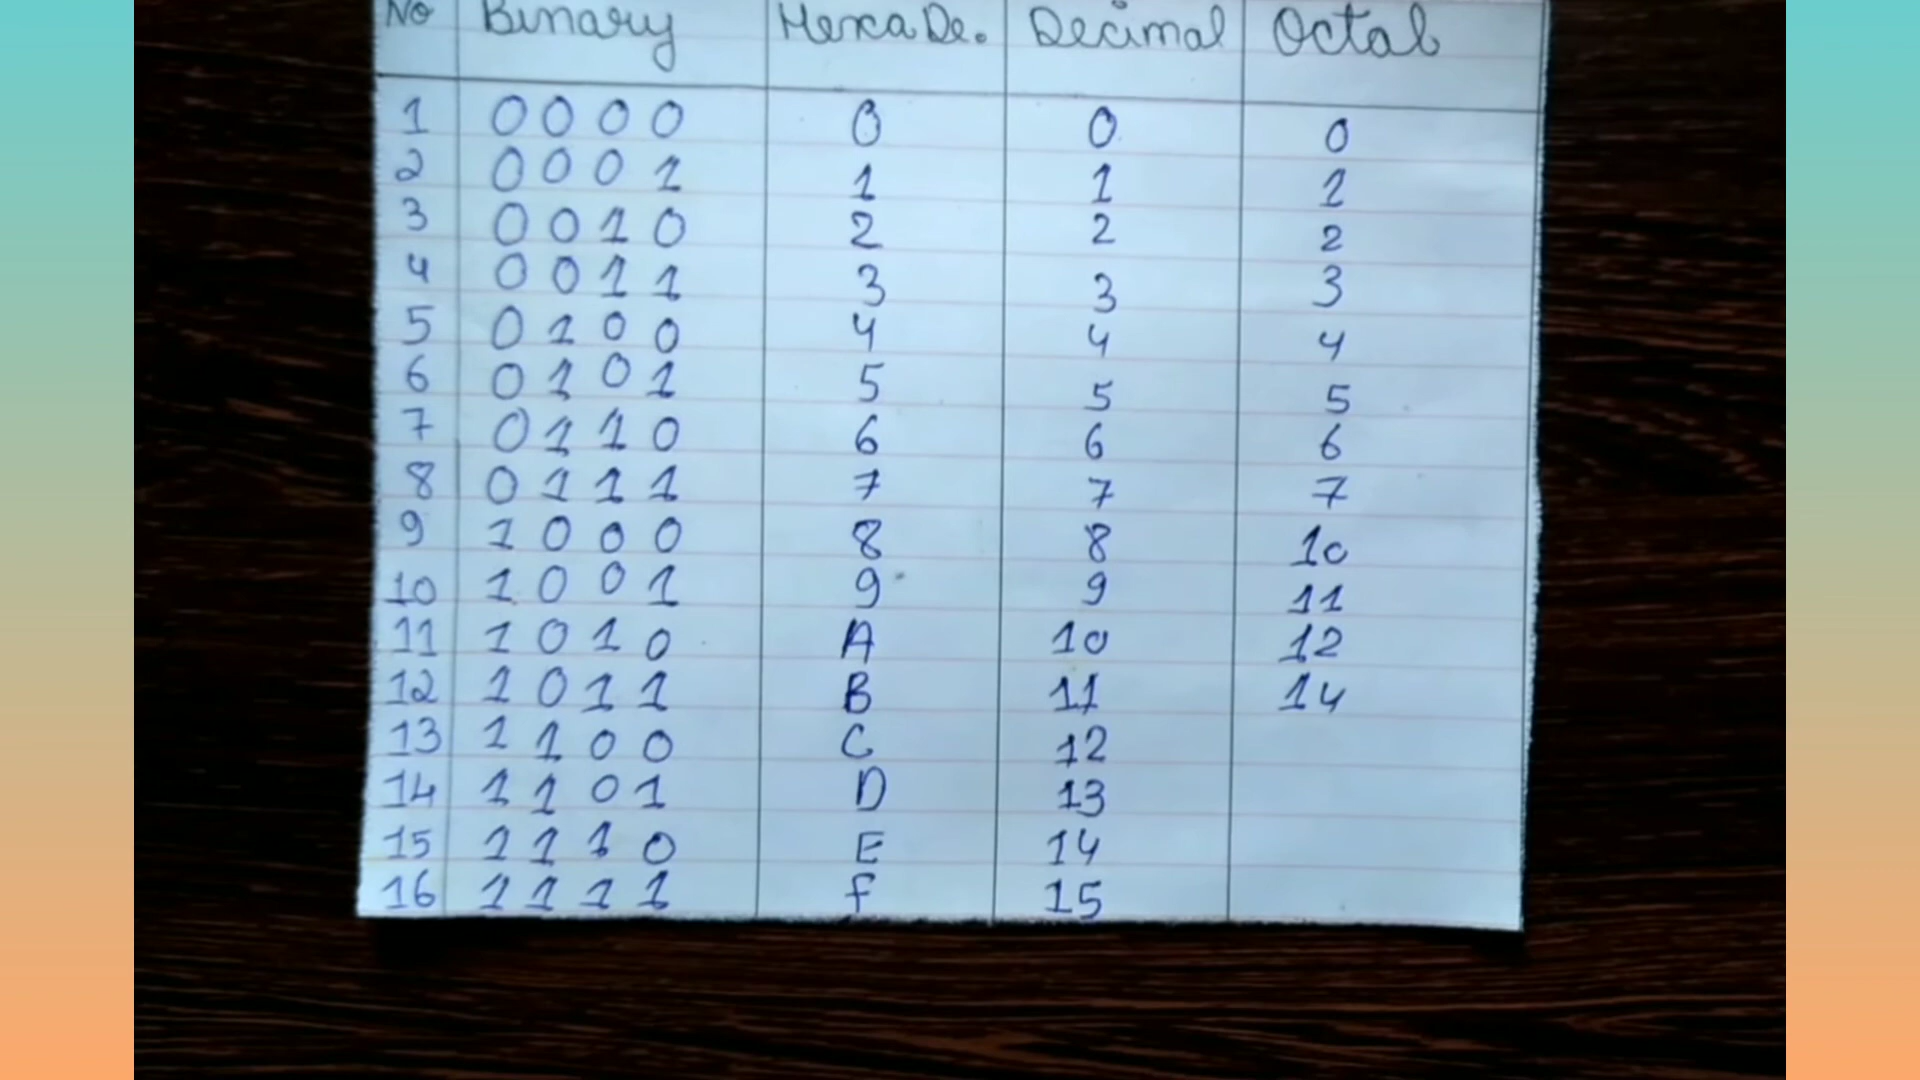 No Binary HexaDe. Decimal Octal
1 0000 0 0 0
2 0001 1 1 1
3 0010 2 2 2
4 0011 3 3 3
5 0100 4 4 4
6 0101 5 5 5
7 0110 6 6 6
8 0111 7 7 7
9 1000 8 8 10
10 1001 9 9 11
11 1010 A 10 12
12 1011 B 11 14
13 1100 C 12
14 1101 D 13
15 1110 E 14
16 1111 F 15